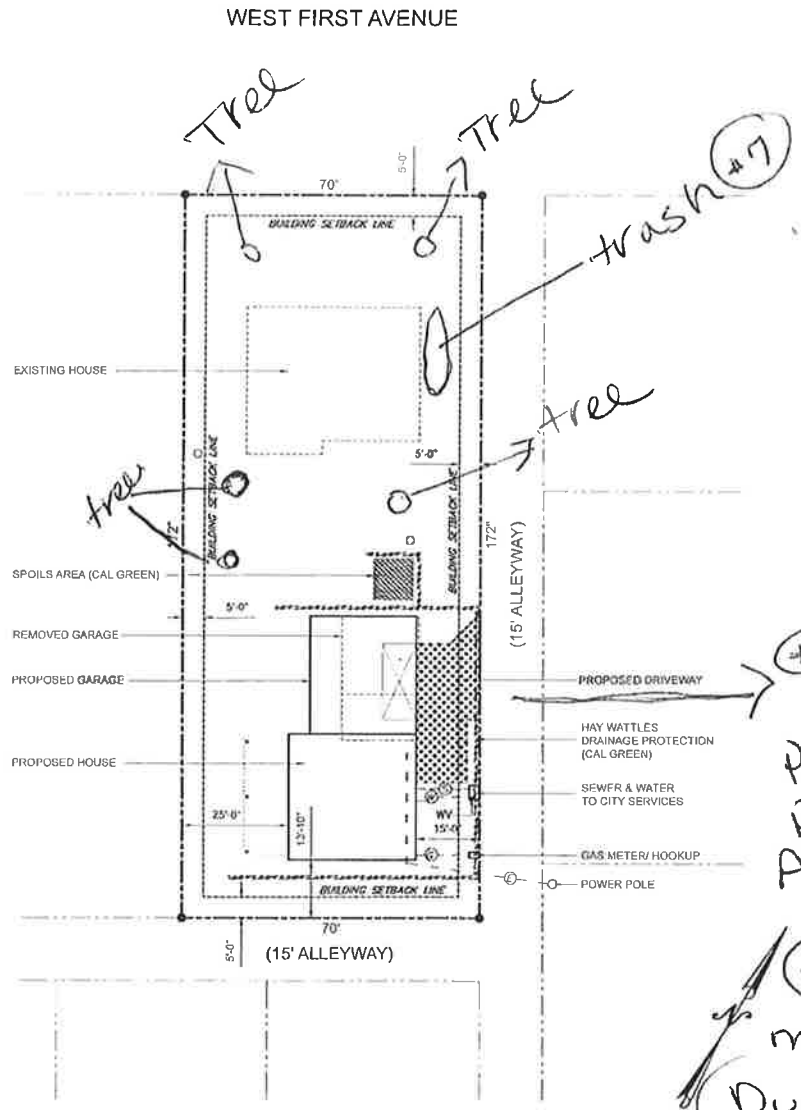 WEST FIRST AVENUE
Tree
Tree
5'-0"
70'
#7
trash
BUILDING SETBACK LINE
EXISTING HOUSE
tree
5'-0"
BUILDING SETBACK LINE
BUILDING SETBACK LINE
tree
172"
172"
(15' ALLEYWAY)
SPOILS AREA (CAL GREEN)
5'-0"
REMOVED GARAGE
PROPOSED GARAGE
PROPOSED DRIVEWAY
HAY WATTLES
DRAINAGE PROTECTION
(CAL GREEN)
PROPOSED HOUSE
SEWER & WATER
TO CITY SERVICES
25'-0"
13'-10"
WV
15'-0"
GAS METER/ HOOKUP
POWER POLE
BUILDING SETBACK LINE
70'
5'-0"
(15' ALLEYWAY)
N